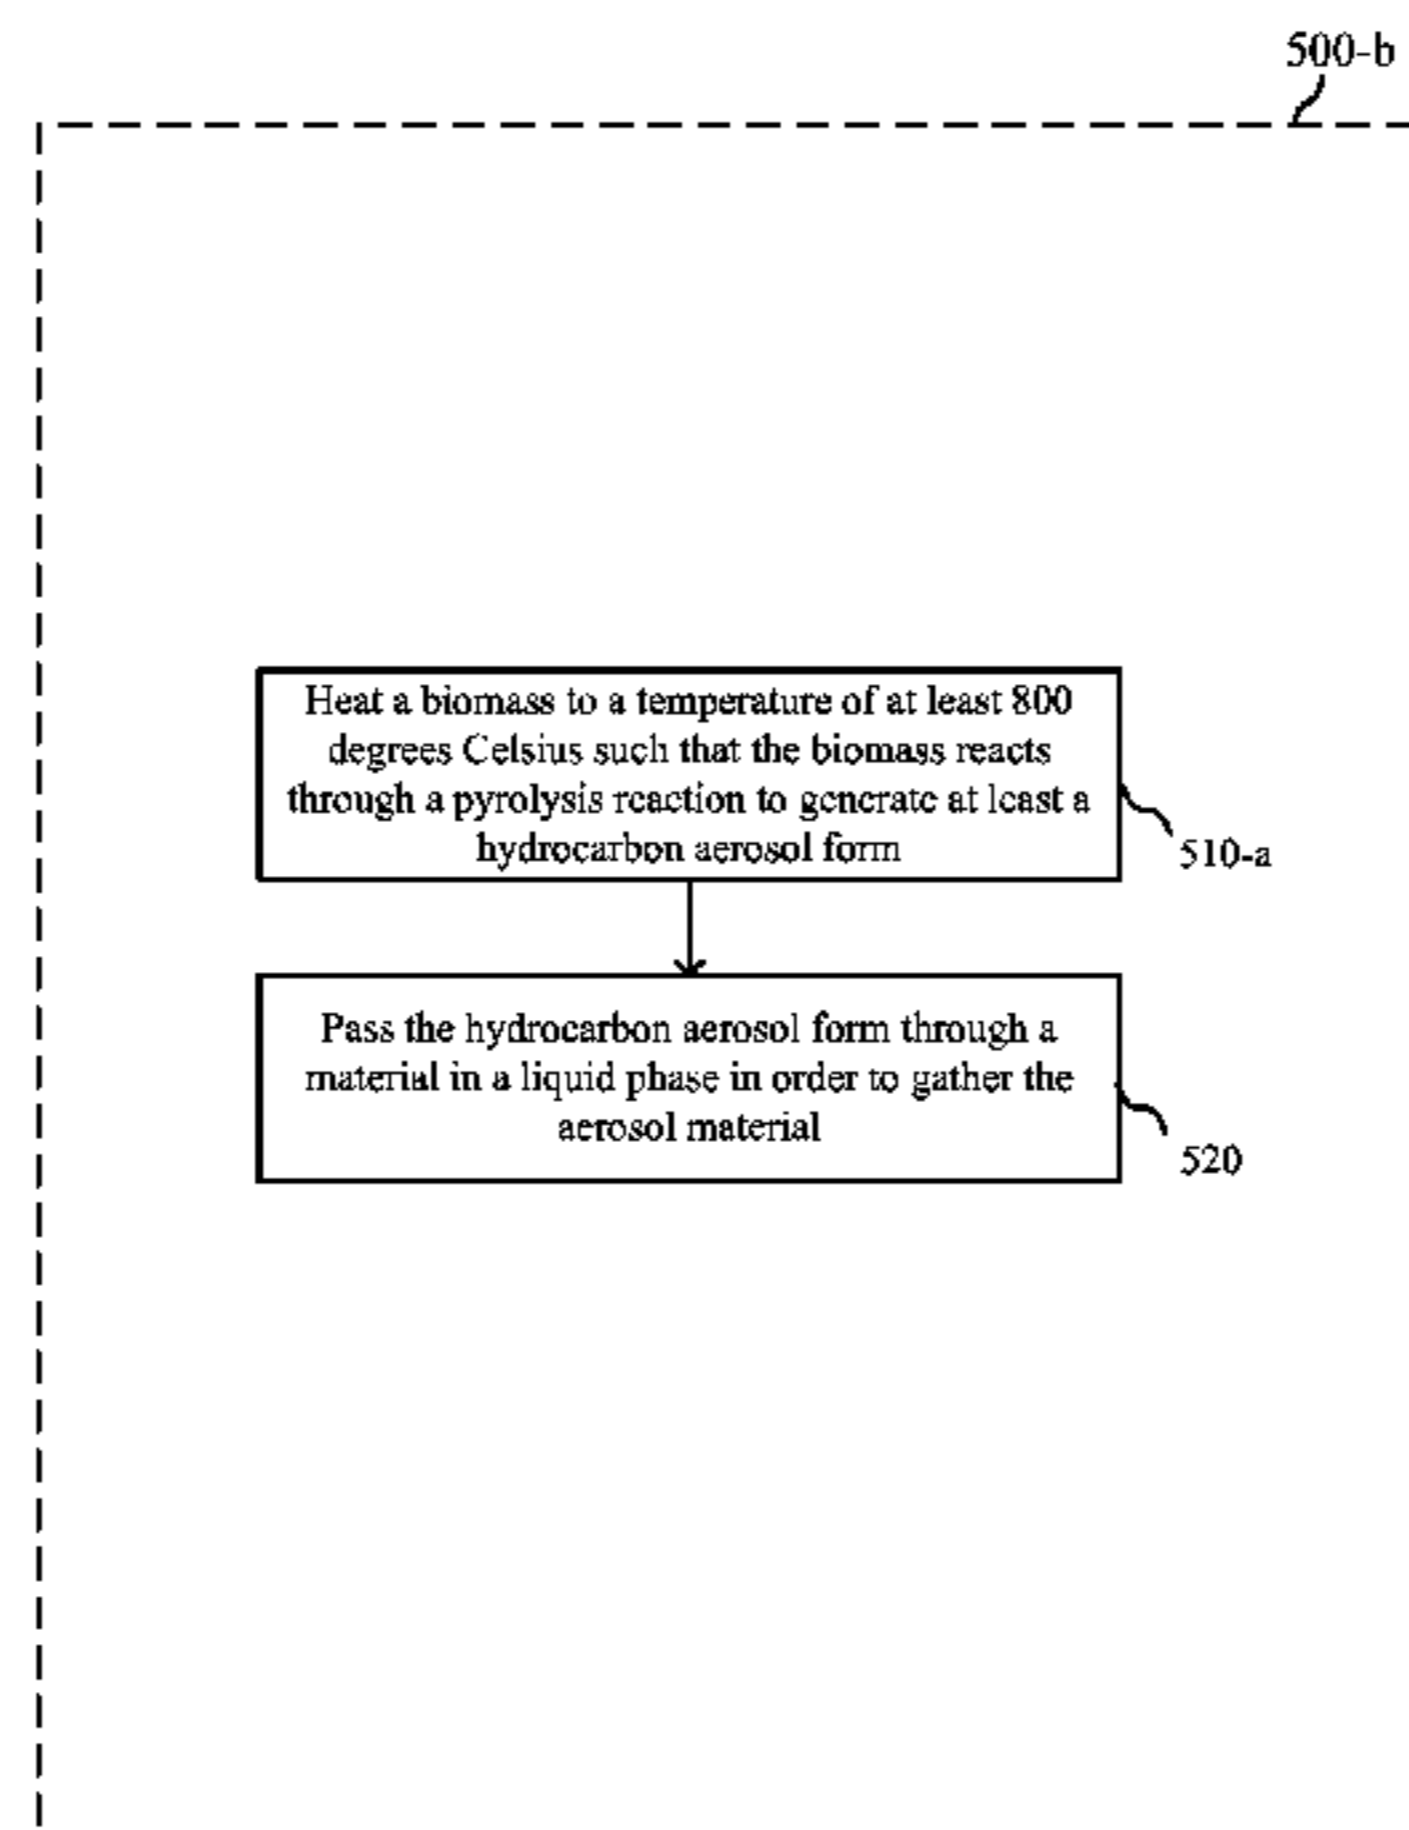 500-b
Heat a biomass to a temperature of at least 800
degrees Celsius such that the biomass reacts
through a pyrolysis reaction to generate at least a
hydrocarbon aerosol form
510-a
Pass the hydrocarbon aerosol form through a
material in a liquid phase in order to gather the
aerosol material
520